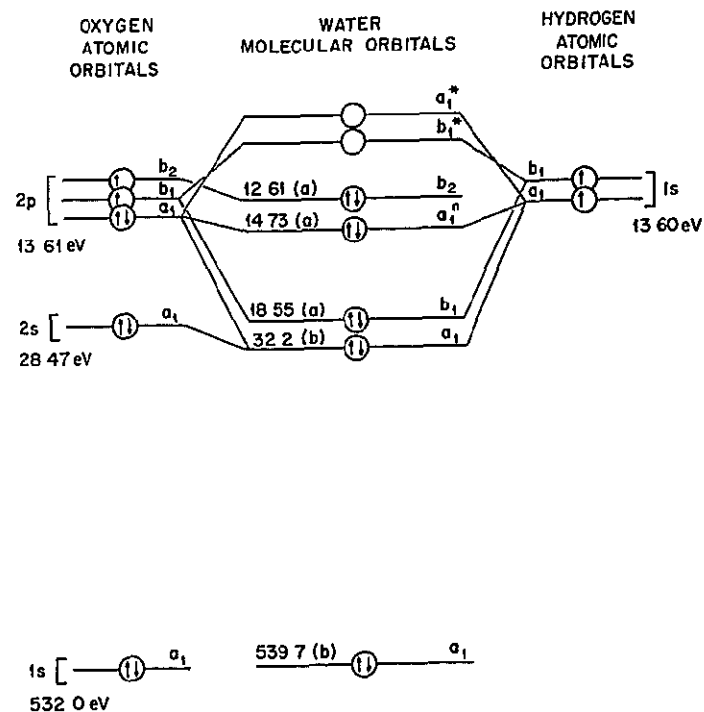 OXYGEN
ATOMIC
ORBITALS
WATER
MOLECULAR ORBITALS
HYDROGEN
ATOMIC
ORBITALS
a₁*
b₁*
2p
b₂
b₁
a₁
13 61 eV
12 61 (a)
b₂
14 73 (a)
a₁ⁿ
b₁
a₁
1s
13 60 eV
2s
a₁
28 47 eV
18 55 (a)
b₁
32 2 (b)
a₁
1s
a₁
532 0 eV
539 7 (b)
a₁